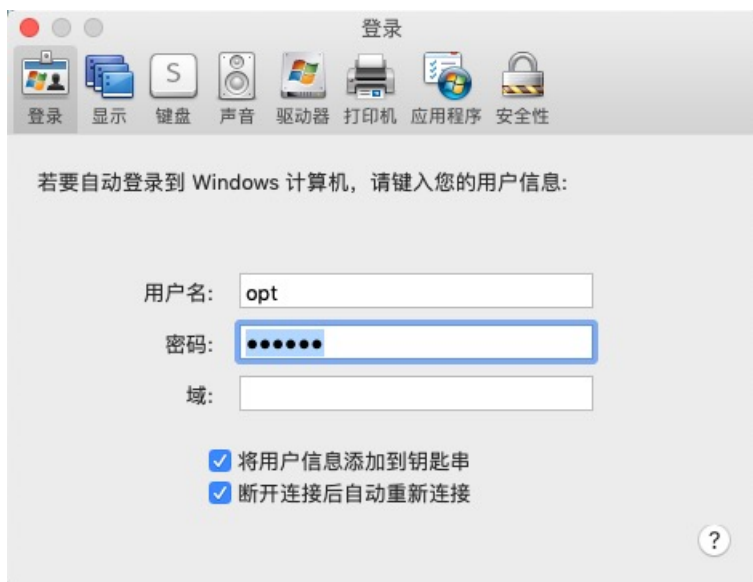 登录
登录 显示 键盘 声音 驱动器 打印机 应用程序 安全性
若要自动登录到 Windows 计算机，请键入您的用户信息:
用户名: opt
密码: ●●●●●●
域:
将用户信息添加到钥匙串
断开连接后自动重新连接
?